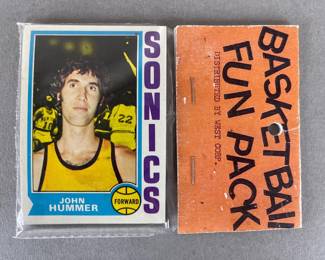 SONICS
JOHN
HUMMER
FORWARD
22
BASKETBALL
FUN PACK
DISTRIBUTED BY WEST CORP.